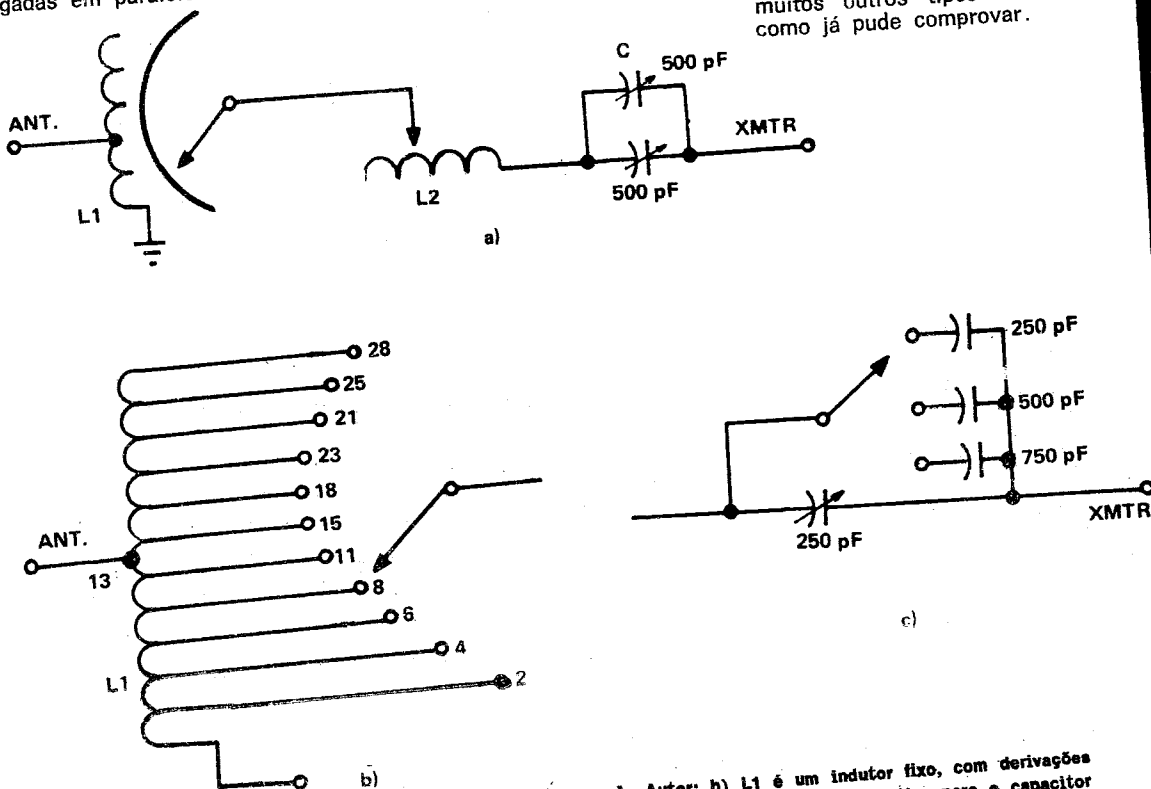 gadas em
muitos outros tipos
como já pude comprovar.
C
500 pF
ANT.
XMTR
L1
L2
500 pF
a)
28
25
21
23
18
15
ANT.
11
13
8
6
4
L1
2
b)
250 pF
500 pF
750 pF
250 pF
XMTR
c)
Autor; b) L1 é um indutor fixo, com derivações
capacitor